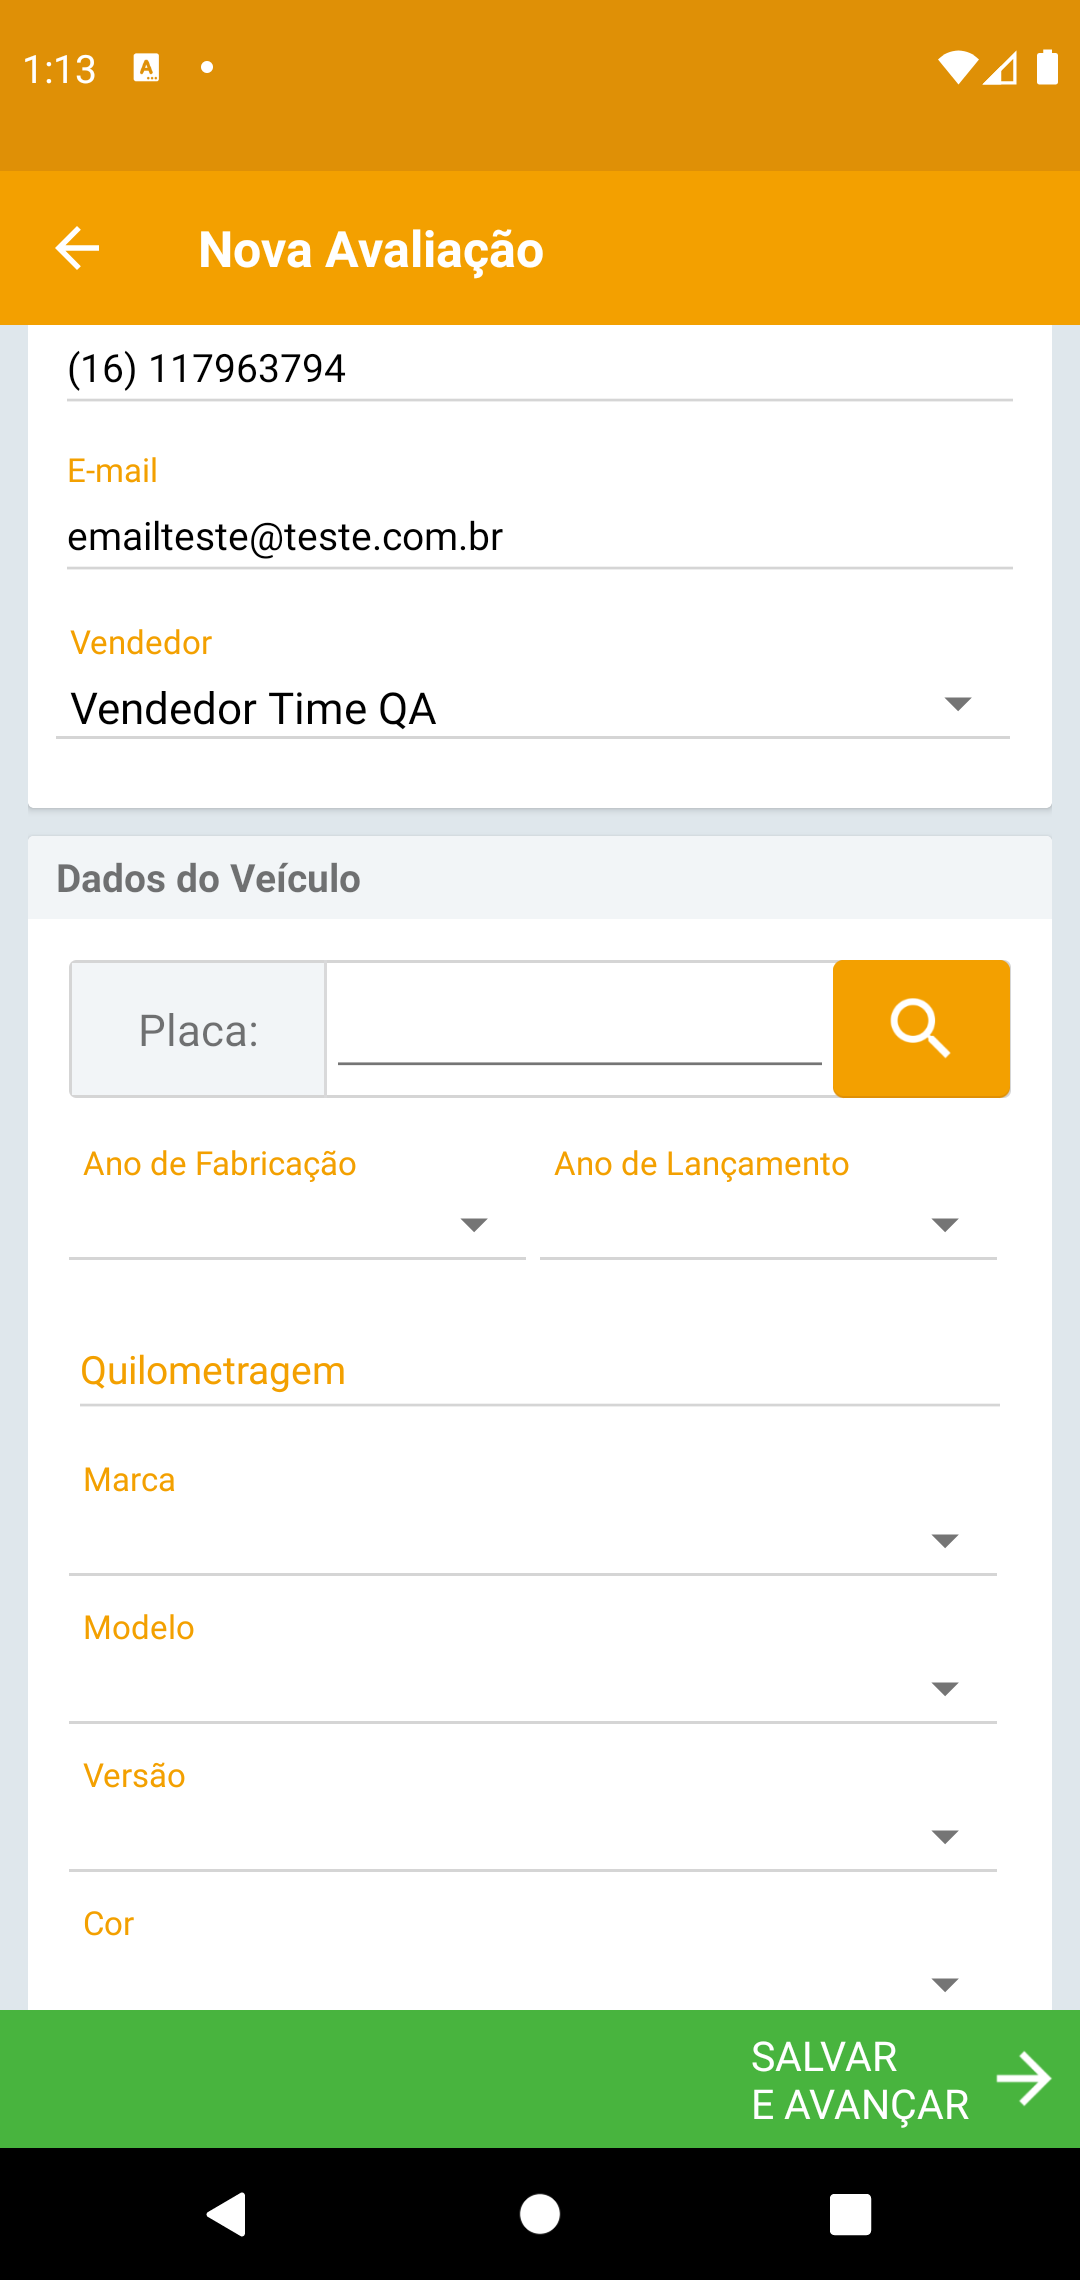 1:13
Nova Avaliação
(16) 117963794
E-mail
emailteste@teste.com.br
Vendedor
Vendedor Time QA
Dados do Veículo
Placa:
Ano de Fabricação Ano de Lançamento
Quilometragem
Marca
Modelo
Versão
Cor
SALVAR
E AVANÇAR